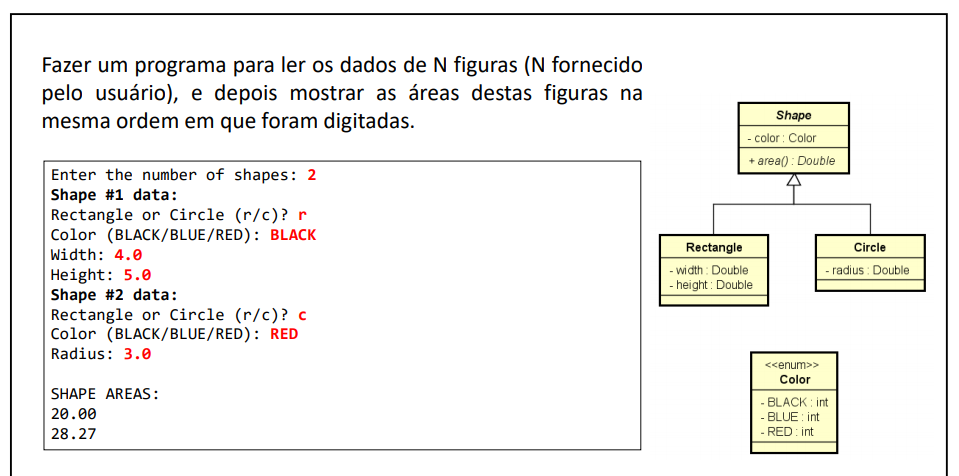 Fazer um programa para ler os dados de N figuras (N fornecido
pelo usuário), e depois mostrar as áreas destas figuras na
mesma ordem em que foram digitadas.
Enter the number of shapes: 2
Shape #1 data:
Rectangle or Circle (r/c)? r
Color (BLACK/BLUE/RED): BLACK
Width: 4.0
Height: 5.0
Shape #2 data:
Rectangle or Circle (r/c)? c
Color (BLACK/BLUE/RED): RED
Radius: 3.0
SHAPE AREAS:
20.00
28.27
Shape
- color : Color
+ area() : Double
Rectangle
- width : Double
- height : Double
Circle
- radius : Double
<<enum>>
Color
- BLACK : int
- BLUE : int
- RED : int